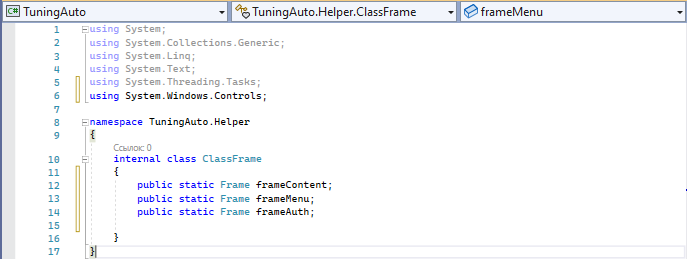 TuningAuto
TuningAuto.Helper.ClassFrame
frameMenu
1 using System;
2 using System.Collections.Generic;
3 using System.Linq;
4 using System.Text;
5 using System.Threading.Tasks;
6 using System.Windows.Controls;
7
8 namespace TuningAuto.Helper
9 {
Ссылок: 0
10 internal class ClassFrame
11 {
12 public static Frame frameContent;
13 public static Frame frameMenu;
14 public static Frame frameAuth;
15
16 }
17 }